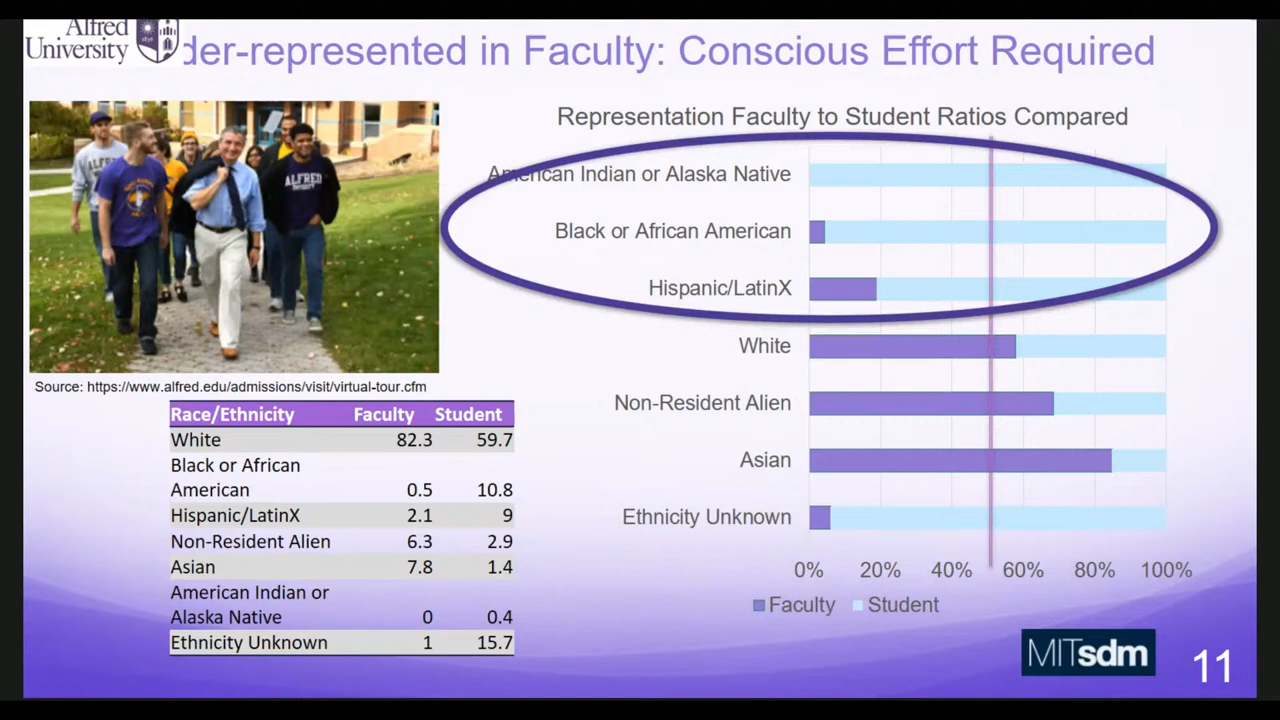 Alfred
University
der-represented in Faculty: Conscious Effort Required
ALFRED
ALFRED
Source: https://www.alfred.edu/admissions/visit/virtual-tour.cfm
Race/Ethnicity Faculty Student
White 82.3 59.7
Black or African
American 0.5 10.8
Hispanic/LatinX 2.1 9
Non-Resident Alien 6.3 2.9
Asian 7.8 1.4
American Indian or
Alaska Native 0 0.4
Ethnicity Unknown 1 15.7
Representation Faculty to Student Ratios Compared
American Indian or Alaska Native
Black or African American
Hispanic/LatinX
White
Non-Resident Alien
Asian
Ethnicity Unknown
0% 20% 40% 60% 80% 100%
Faculty Student
MITsdm
11